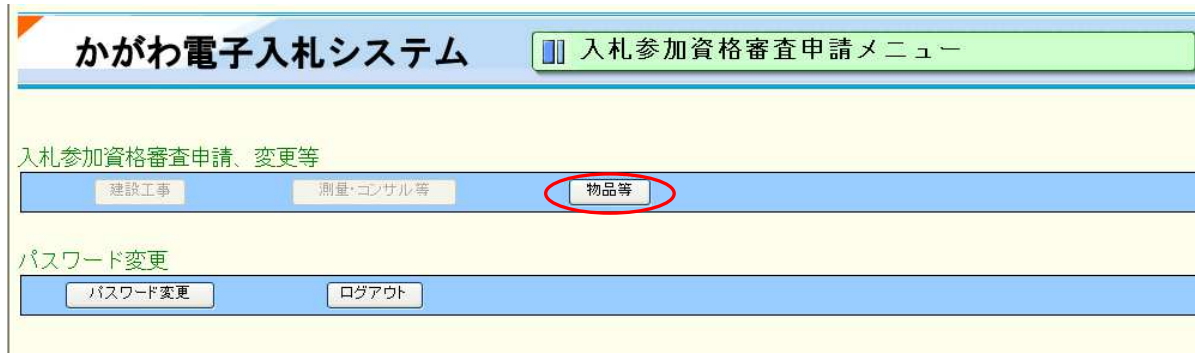 かがわ電子入札システム 入札参加資格審査申請メニュー
入札参加資格審査申請、変更等
建設工事 測量・コンサル等 物品等
パスワード変更
パスワード変更 ログアウト